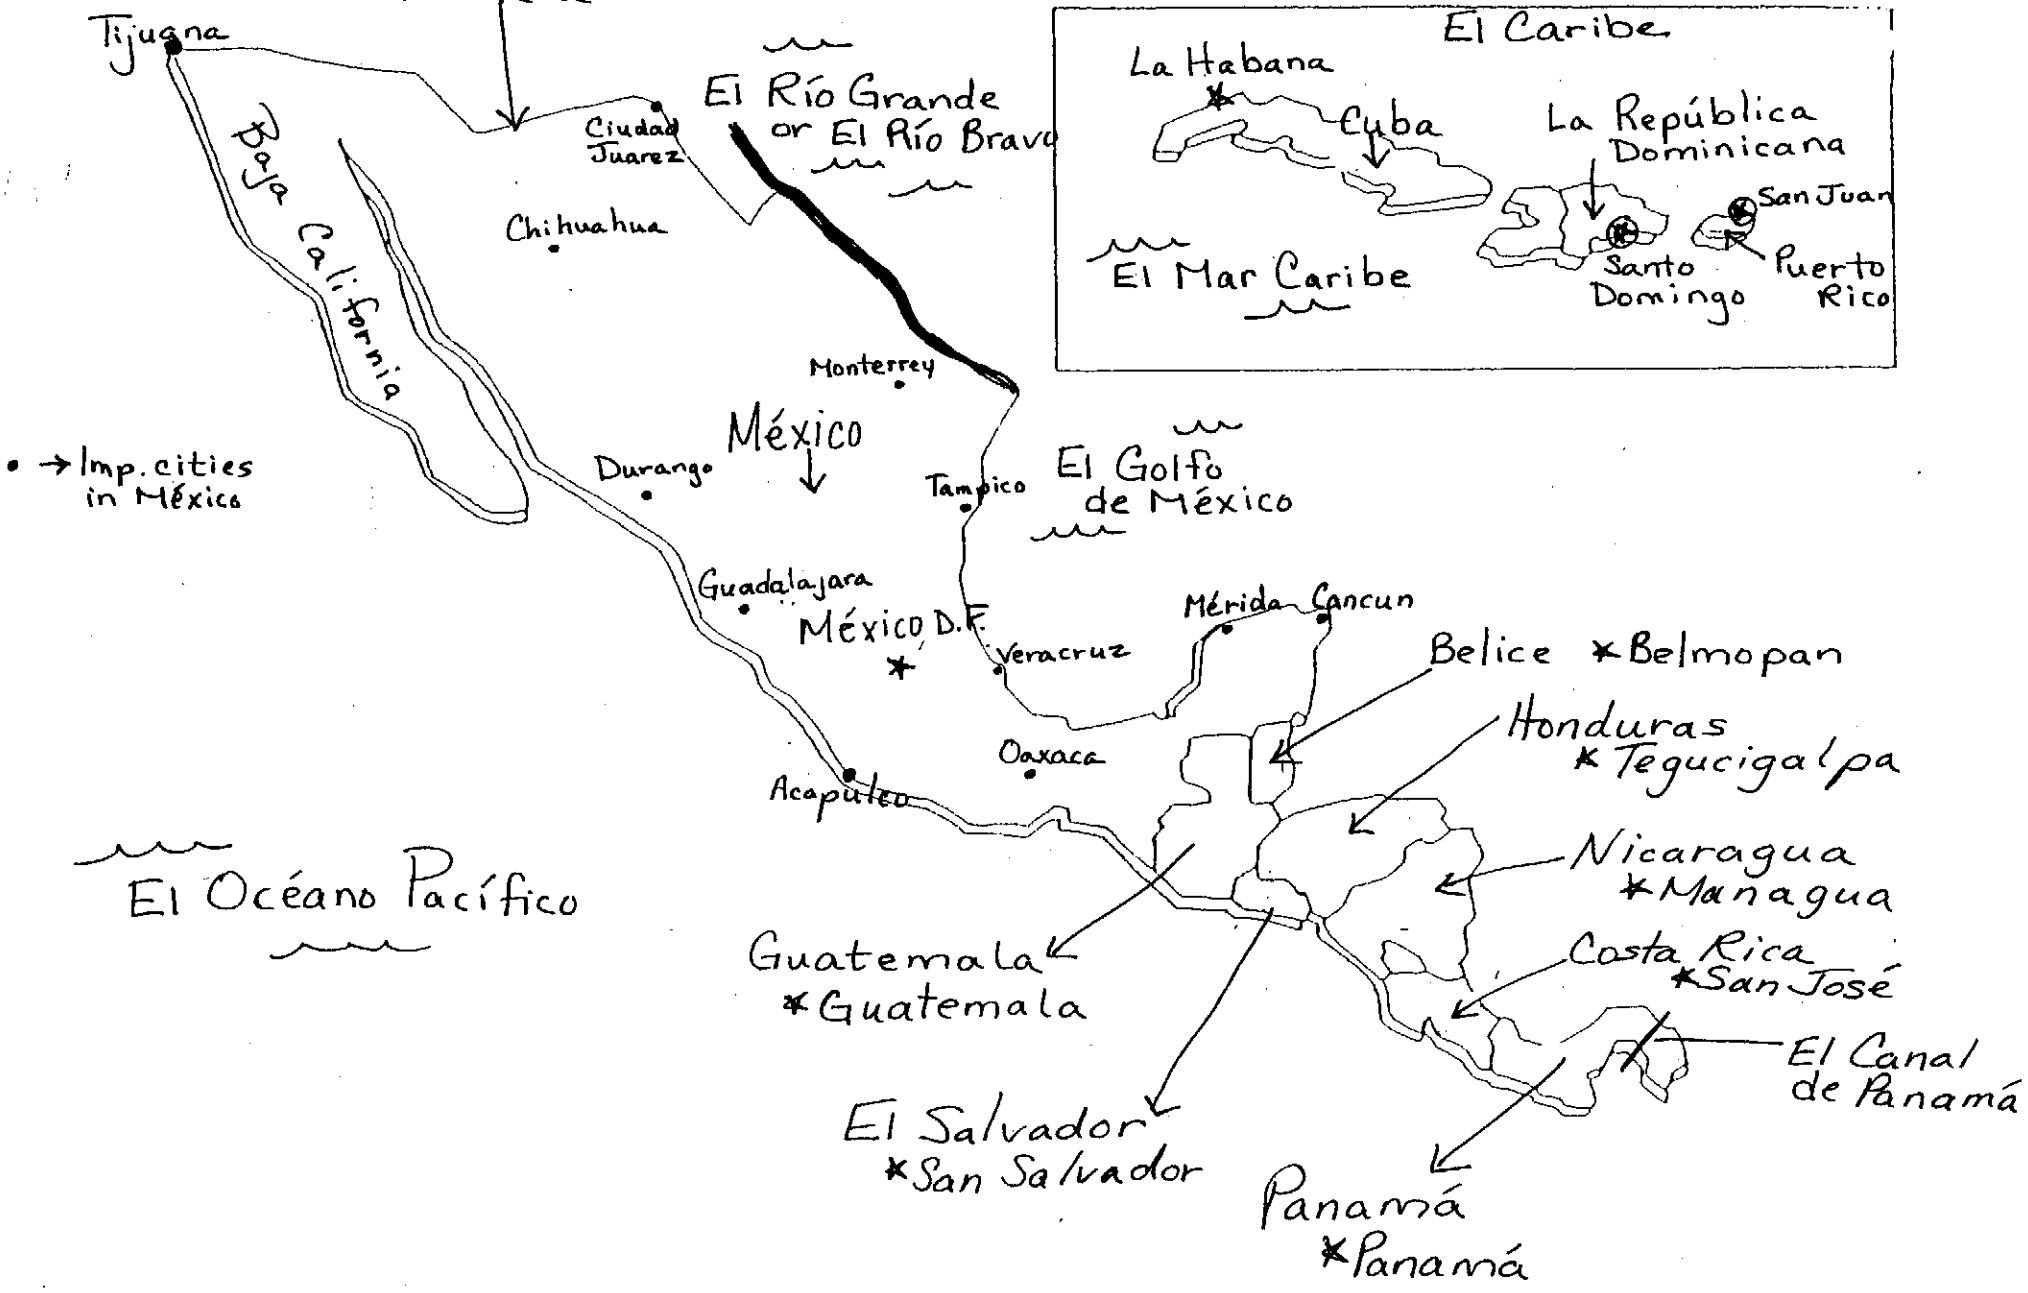 Tijuana
El Caribe
La Habana
Cuba
La República
Dominicana
San Juan
Santo
Domingo
Puerto
Rico
El Mar Caribe
El Río Grande
or El Río Bravo
Ciudad
Juarez
Baja California
Chihuahua
Monterrey
México
• → Imp. cities
in México
Durango
Tampico
El Golfo
de México
Guadalajara
México D.F.
Veracruz
Mérida
Cancun
Belice *Belmopan
Honduras
*Tegucigalpa
Oaxaca
Acapulco
El Océano Pacífico
Nicaragua
*Managua
Guatemala
*Guatemala
Costa Rica
*San José
El Canal
de Panamá
El Salvador
*San Salvador
Panamá
*Panamá